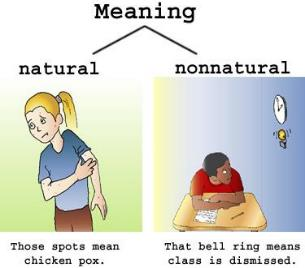 Meaning
natural
nonnatural
Those spots mean
chicken pox.
That bell ring means
class is dismissed.